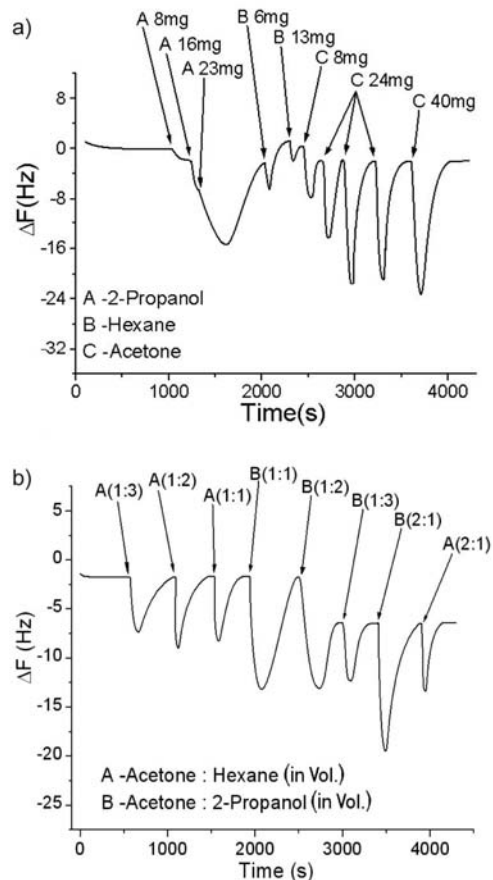 a)
A 8mg
A 16mg
A 23mg
B 6mg
B 13mg
C 8mg
C 24mg
C 40mg
8
0
-8
-16
-24
-32
ΔF(Hz)
A -2-Propanol
B -Hexane
C -Acetone
0 1000 2000 3000 4000
Time(s)
b)
A(1:3)
A(1:2)
A(1:1)
B(1:1)
B(1:2)
B(1:3)
B(2:1)
A(2:1)
5
0
-5
-10
-15
-20
-25
ΔF (Hz)
A -Acetone : Hexane (in Vol.)
B -Acetone : 2-Propanol (in Vol.)
0 1000 2000 3000 4000
Time (s)